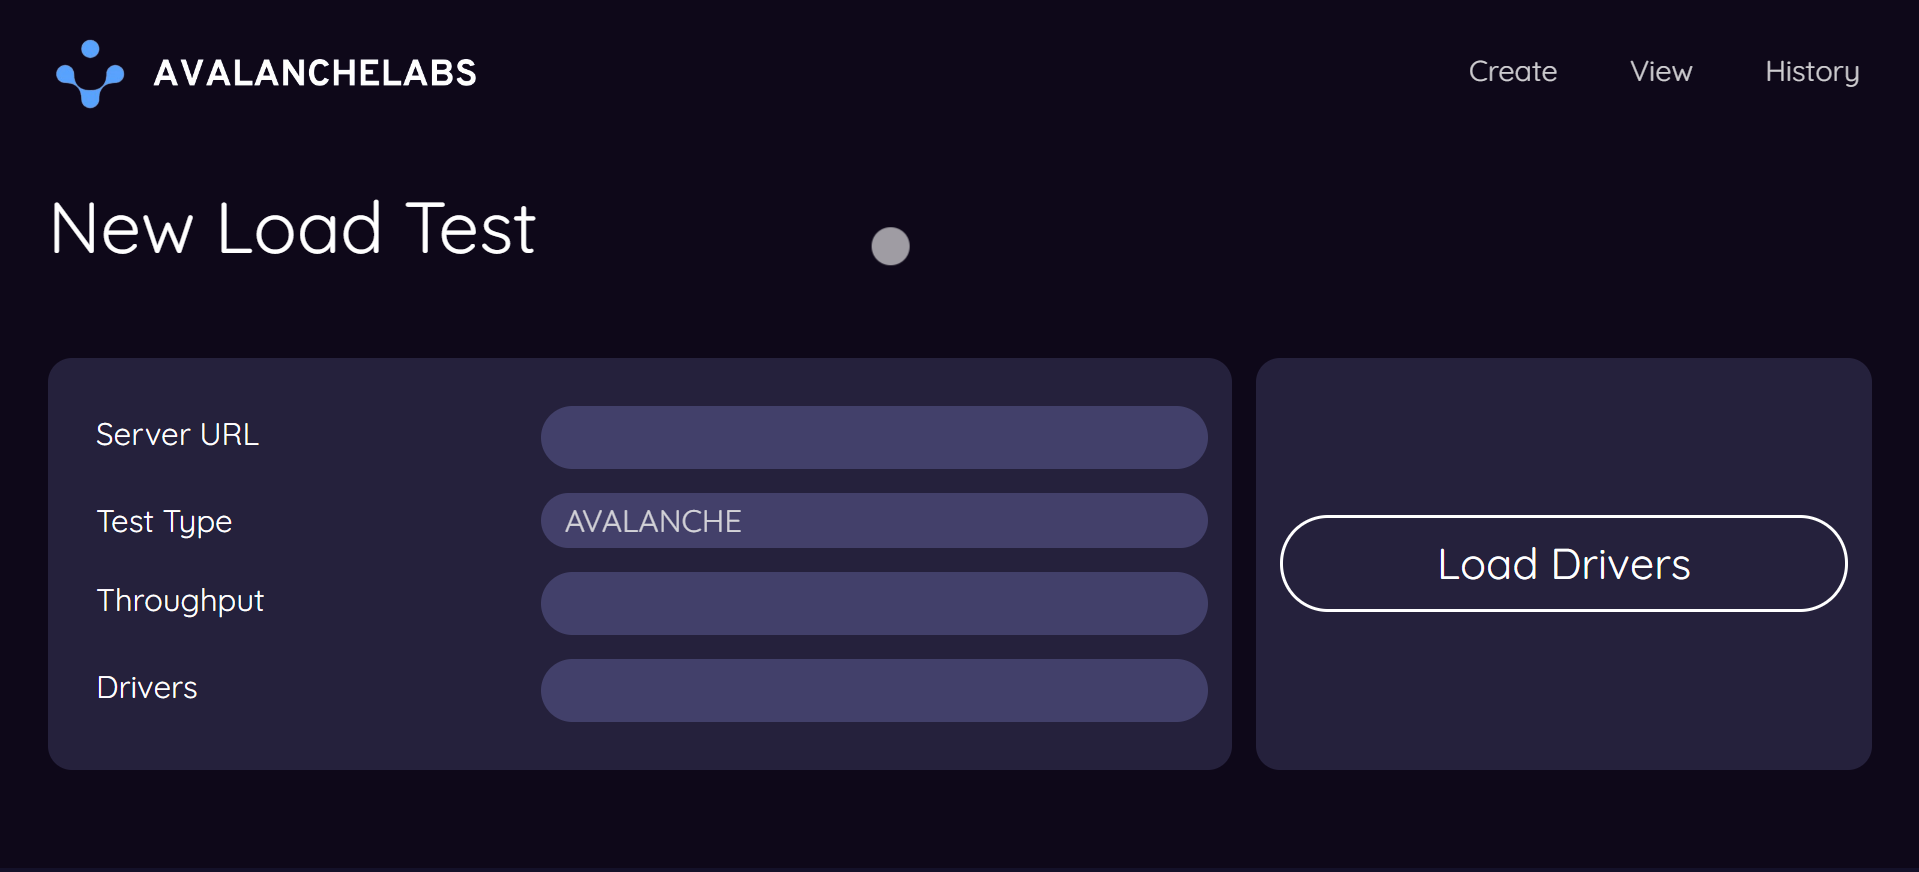 AVALANCHELABS
Create
View
History
New Load Test
Server URL
Test Type
AVALANCHE
Throughput
Drivers
Load Drivers